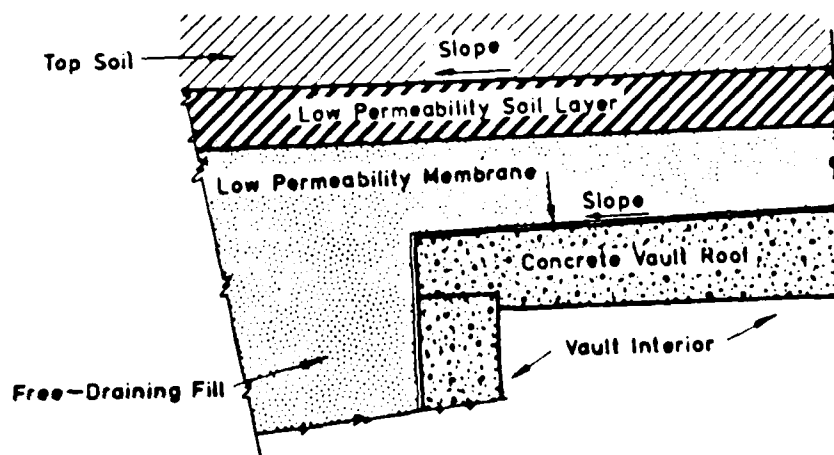 Slope
Top Soil
Low Permeability Soil Layer
Low Permeability Membrane
Slope
Concrete Vault Roof
Vault Interior
Free-Draining Fill